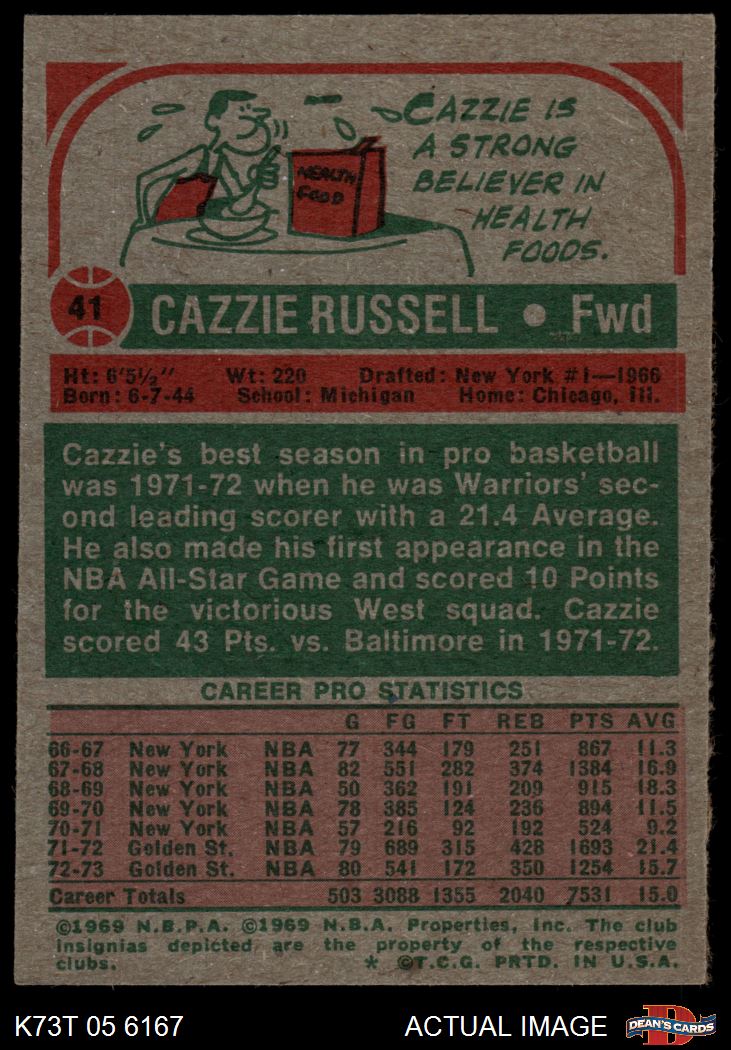 CAZZIE IS
A STRONG
BELIEVER IN
HEALTH
FOODS.
HEALTH
FOOD
41 CAZZIE RUSSELL • Fwd
Ht: 6'5½" Wt: 220 Drafted: New York #1—1966
Born: 6-7-44 School: Michigan Home: Chicago, Ill.
Cazzie's best season in pro basketball
was 1971-72 when he was Warriors' sec-
ond leading scorer with a 21.4 Average.
He also made his first appearance in the
NBA All-Star Game and scored 10 Points
for the victorious West squad. Cazzie
scored 43 Pts. vs. Baltimore in 1971-72.
CAREER PRO STATISTICS
G FG FT REB PTS AVG
66-67 New York NBA 77 344 179 251 867 11.3
67-68 New York NBA 82 551 282 374 1384 16.9
68-69 New York NBA 50 362 191 209 915 18.3
69-70 New York NBA 78 385 124 236 894 11.5
70-71 New York NBA 57 216 92 192 524 9.2
71-72 Golden St. NBA 79 689 315 428 1693 21.4
72-73 Golden St. NBA 80 541 172 350 1254 15.7
Career Totals 503 3088 1355 2040 7531 15.0
©1969 N.B.P.A. ©1969 N.B.A. Properties, Inc. The club
insignias depicted are the property of the respective
clubs. * ©T.C.G. PRTD. IN U.S.A.
K73T 05 6167 ACTUAL IMAGE D DEAN'S CARDS